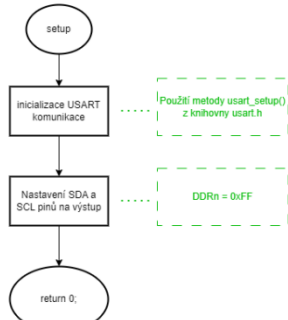 setup
inicializace USART
komunikace
Použití metody usart_setup()
z knihovny usart.h
Nastavení SDA a
SCL pinů na výstup
DDRn = 0xFF
return 0;